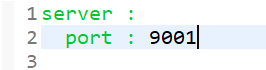 1 server :
2   port : 9001
3